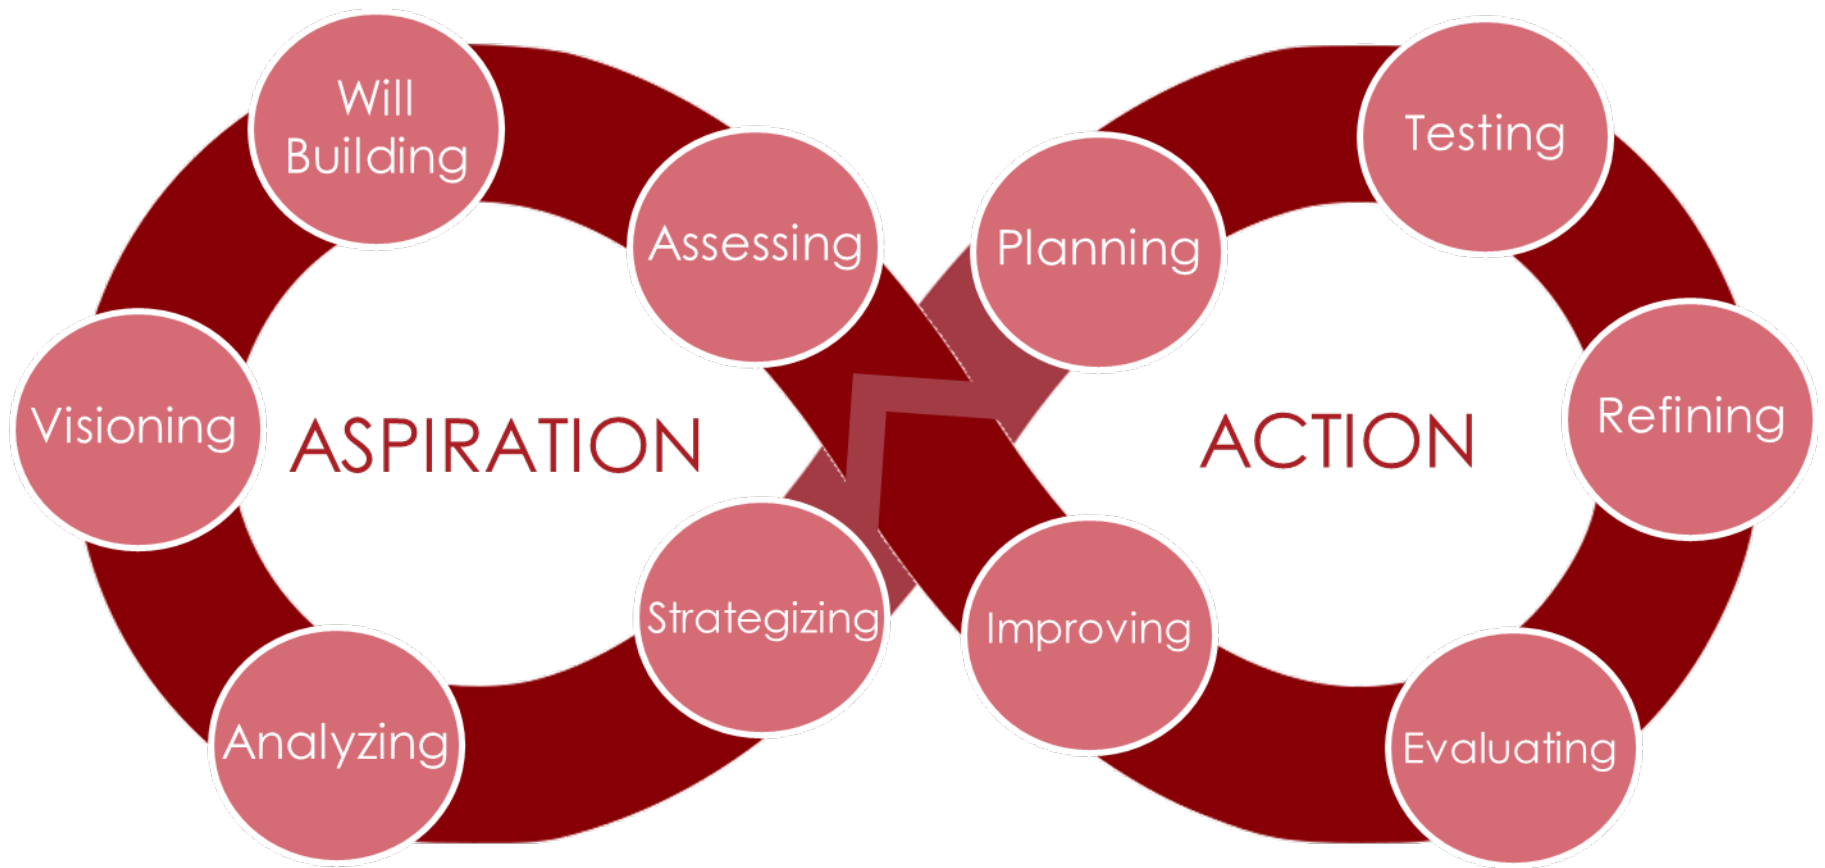 Will
Building
Assessing
Visioning
ASPIRATION
Analyzing
Strategizing
Planning
Testing
Refining
ACTION
Improving
Evaluating